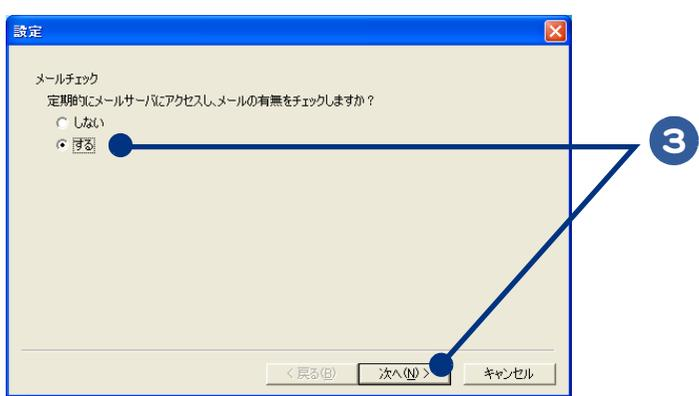 設定
メールチェック
定期的にメールサーバにアクセスし、メールの有無をチェックしますか？
しない
する
3
< 戻る(B)
次へ(N) >
キャンセル